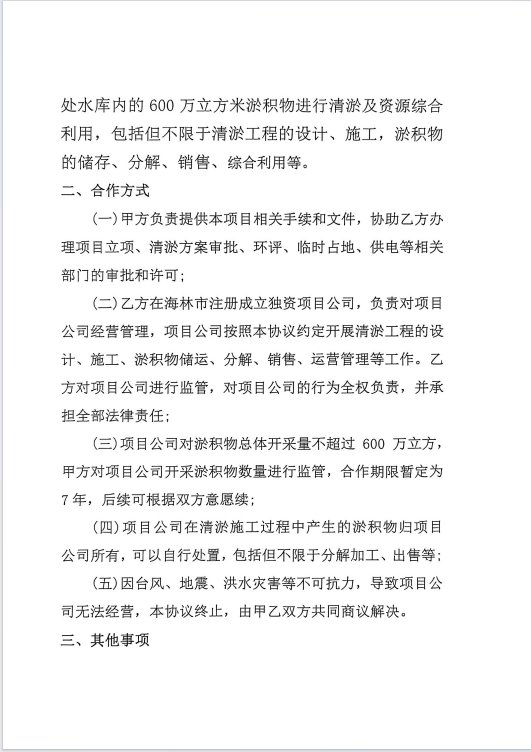 处水库内的 600 万立方米淤积物进行清淤及资源综合
利用，包括但不限于清淤工程的设计、施工，淤积物
的储存、分解、销售、综合利用等。
二、合作方式
(一)甲方负责提供本项目相关手续和文件，协助乙方办
理项目立项、清淤方案审批、环评、临时占地、供电等相关
部门的审批和许可;
(二)乙方在海林市注册成立独资项目公司，负责对项目
公司经营管理，项目公司按照本协议约定开展清淤工程的设
计、施工、淤积物储运、分解、销售、运营管理等工作。乙
方对项目公司进行监管，对项目公司的行为全权负责，并承
担全部法律责任;
(三)项目公司对淤积物总体开采量不超过 600 万立方，
甲方对项目公司开采淤积物数量进行监管，合作期限暂定为
7 年，后续可根据双方意愿续;
(四)项目公司在清淤施工过程中产生的淤积物归项目
公司所有，可以自行处置，包括但不限于分解加工、出售等;
(五)因台风、地震、洪水灾害等不可抗力，导致项目公
司无法经营，本协议终止，由甲乙双方共同商议解决。
三、其他事项